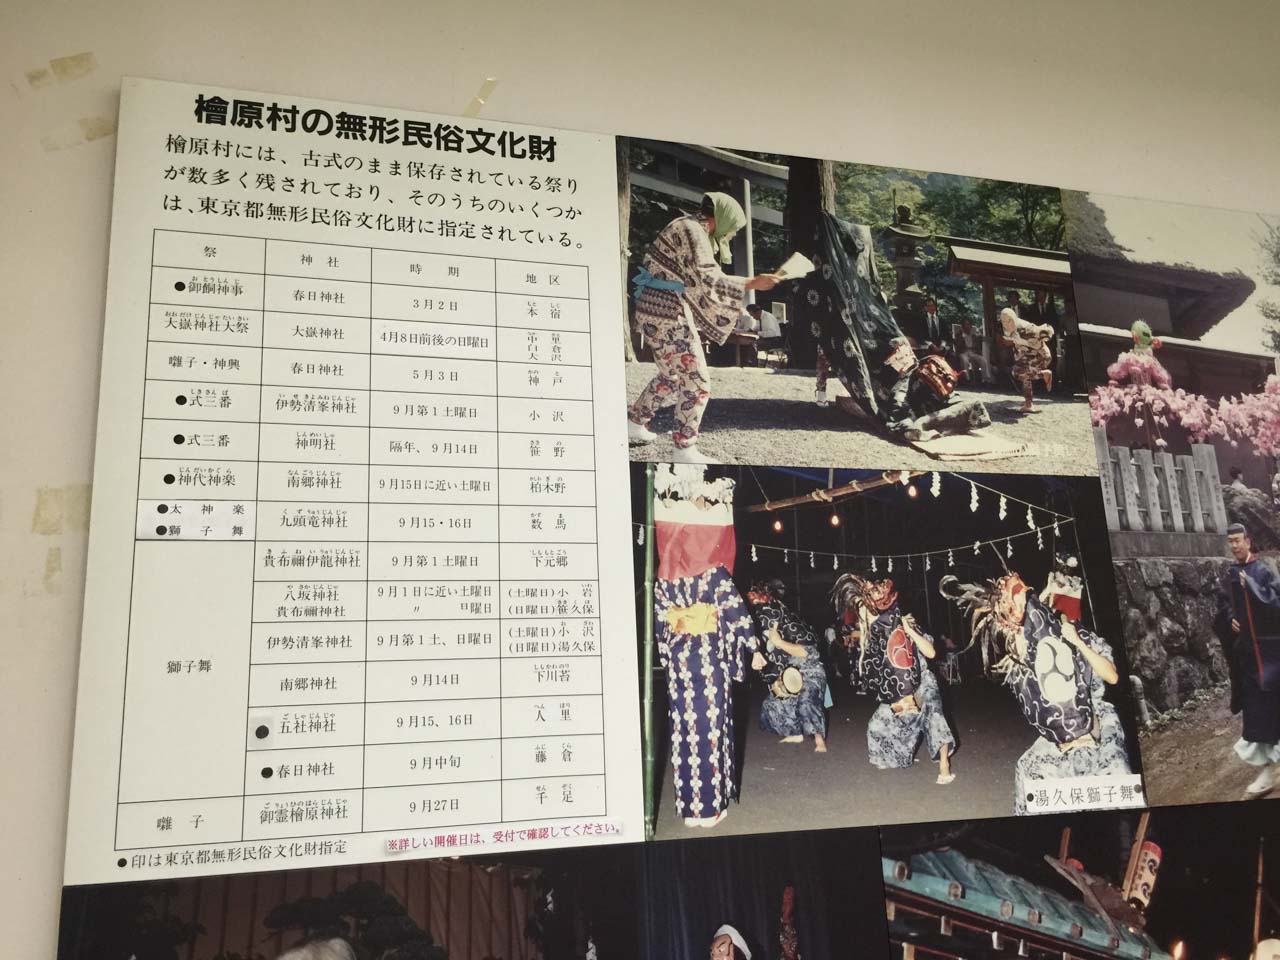 檜原村の無形民俗文化財
檜原村には、古式のまま保存されている祭り
が数多く残されており、そのうちのいくつか
は、東京都無形民俗文化財に指定されている。
祭 神社 時期 地区
●御餇神事 春日神社 3月2日 本宿
大嶽神社大祭 大嶽神社 4月8日前後の日曜日 中里 白倉 大沢
囃子・神興 春日神社 5月3日 神戸
●式三番 伊勢清峯神社 9月第1土曜日 小沢
●式三番 神明社 隔年、9月14日 笹野
●神代神楽 南郷神社 9月15日に近い土曜日 柏木野
●太神楽
●獅子舞 九頭竜神社 9月15・16日 数馬
獅子舞 貴布禰伊龍神社 9月第1土曜日 下元郷
八坂神社 9月1日に近い土曜日 (土曜日)小岩
貴布禰神社 〃 日曜日 (日曜日)笹久保
伊勢清峯神社 9月第1土、日曜日 (土曜日)小沢
(日曜日)湯久保
南郷神社 9月14日 下川苔
●五社神社 9月15、16日 人里
●春日神社 9月中旬 藤倉
囃子 御霊檜原神社 9月27日 千足
●印は東京都無形民俗文化財指定
※詳しい開催日は、受付で確認してください。
●湯久保獅子舞●